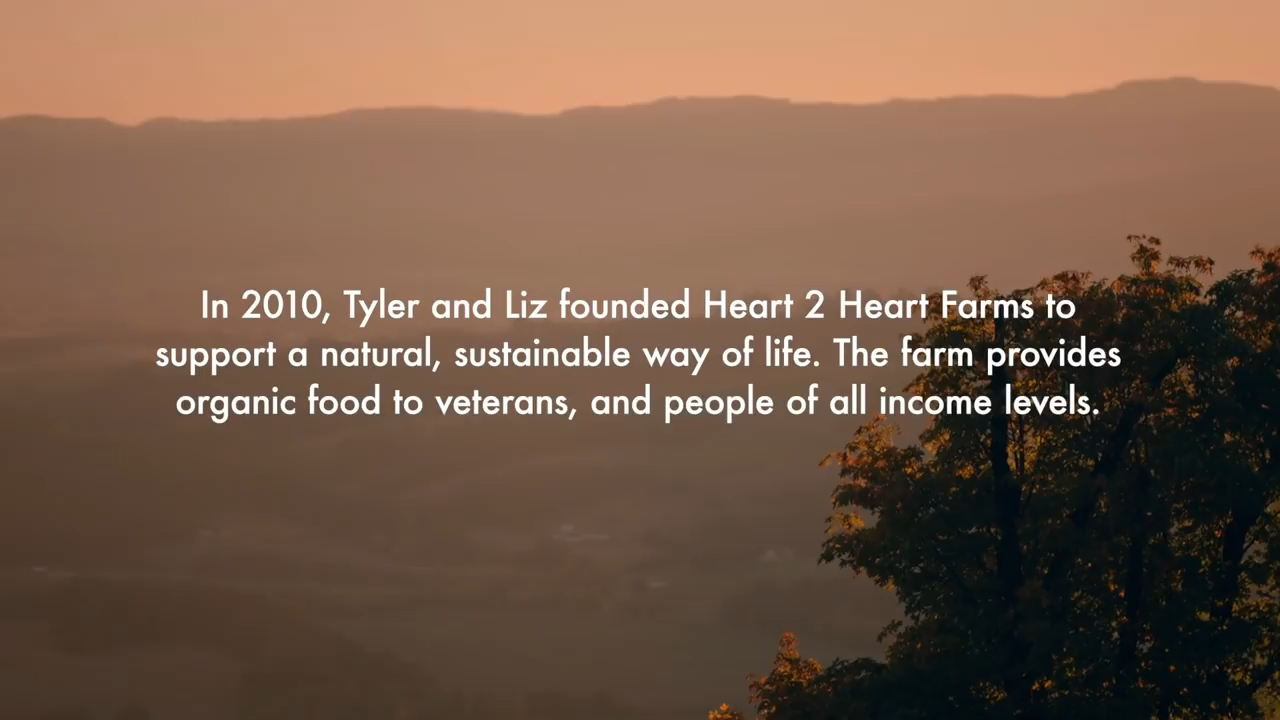 In 2010, Tyler and Liz founded Heart 2 Heart Farms to
support a natural, sustainable way of life. The farm provides
organic food to veterans, and people of all income levels.